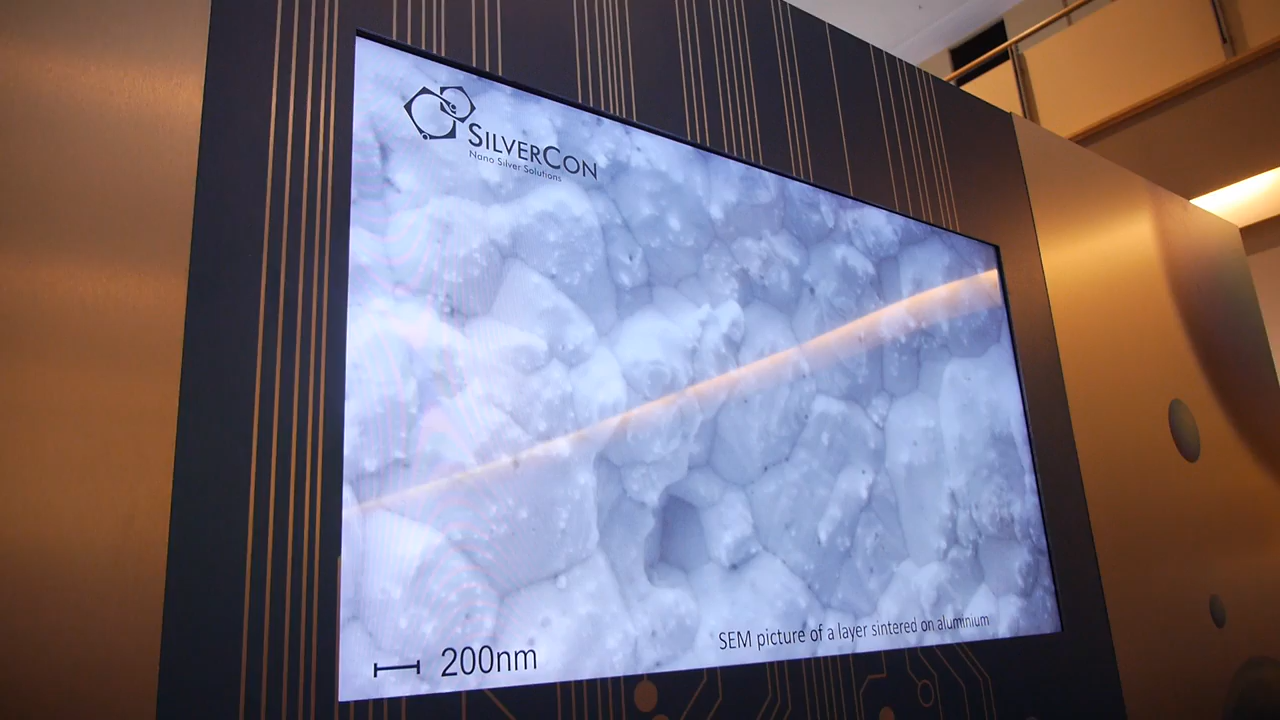 SILVERCON
Nano Silver Solutions
200nm
SEM picture of a layer sintered on aluminium